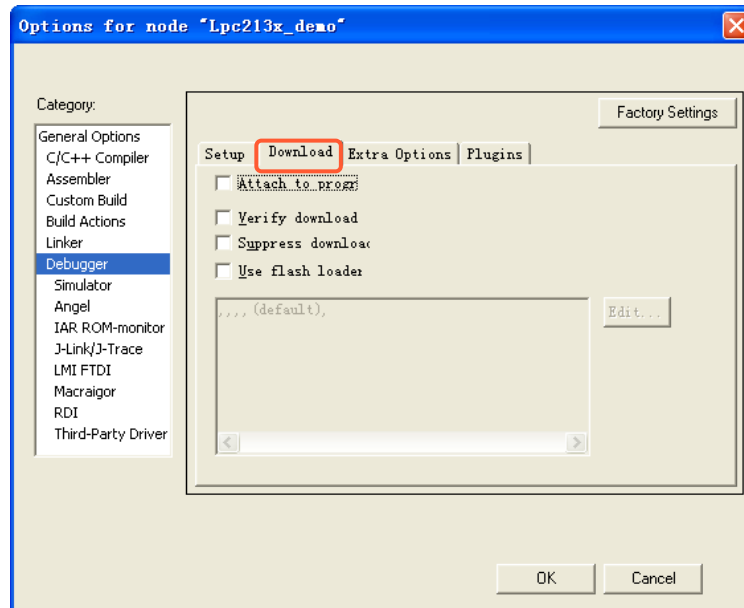 Options for node "Lpc213x_demo"
Category:
General Options
C/C++ Compiler
Assembler
Custom Build
Build Actions
Linker
Debugger
Simulator
Angel
IAR ROM-monitor
J-Link/J-Trace
LMI FTDI
Macraigor
RDI
Third-Party Driver
Factory Settings
Setup Download Extra Options Plugins
Attach to progr
Verify download
Suppress downloac
Use flash loader
,,,, (default),
Edit...
OK Cancel